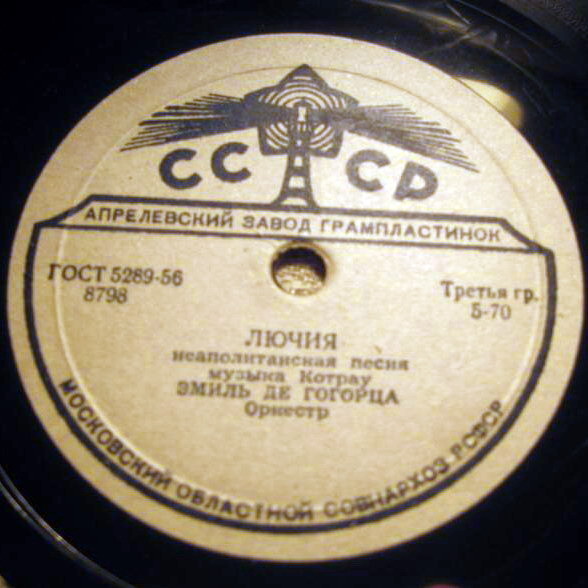 СССР
АПРЕЛЕВСКИЙ ЗАВОД ГРАМПЛАСТИНОК
ГОСТ 5289-56
8798
Третья гр.
5-70
ЛЮЧИЯ
неаполитанская песня
музыка Котрау
ЭМИЛЬ ДЕ ГОГОРЦА
Оркестр
МОСКОВСКИЙ ОБЛАСТНОЙ СОВНАРХОЗ РСФСР